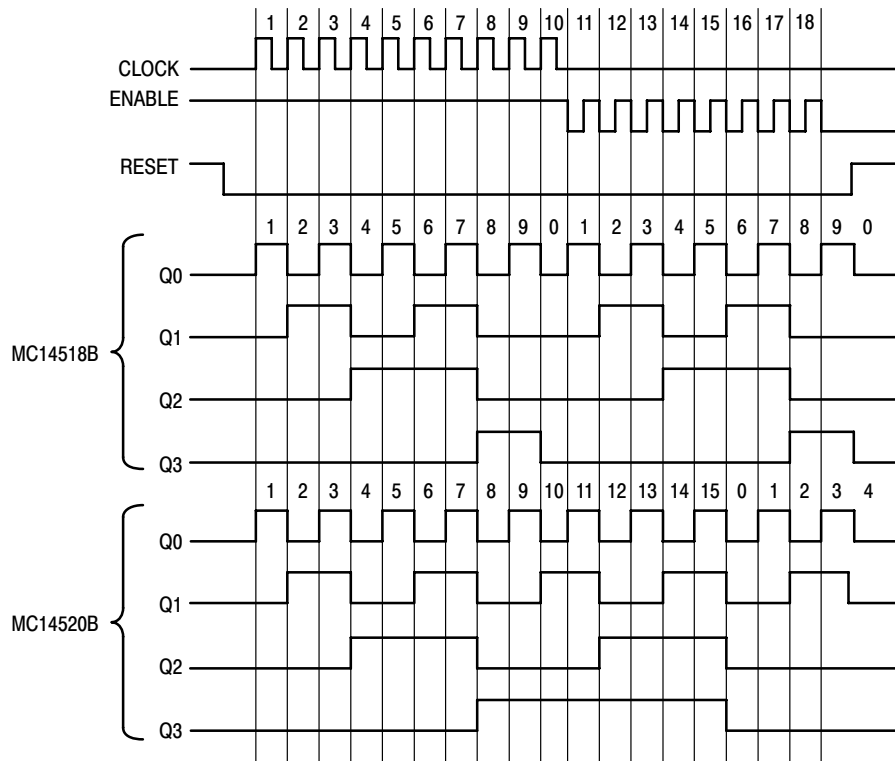 1 2 3 4 5 6 7 8 9 10 11 12 13 14 15 16 17 18
CLOCK
ENABLE
RESET
1 2 3 4 5 6 7 8 9 0 1 2 3 4 5 6 7 8 9 0
Q0
Q1
MC14518B
Q2
Q3
1 2 3 4 5 6 7 8 9 10 11 12 13 14 15 0 1 2 3 4
Q0
Q1
MC14520B
Q2
Q3